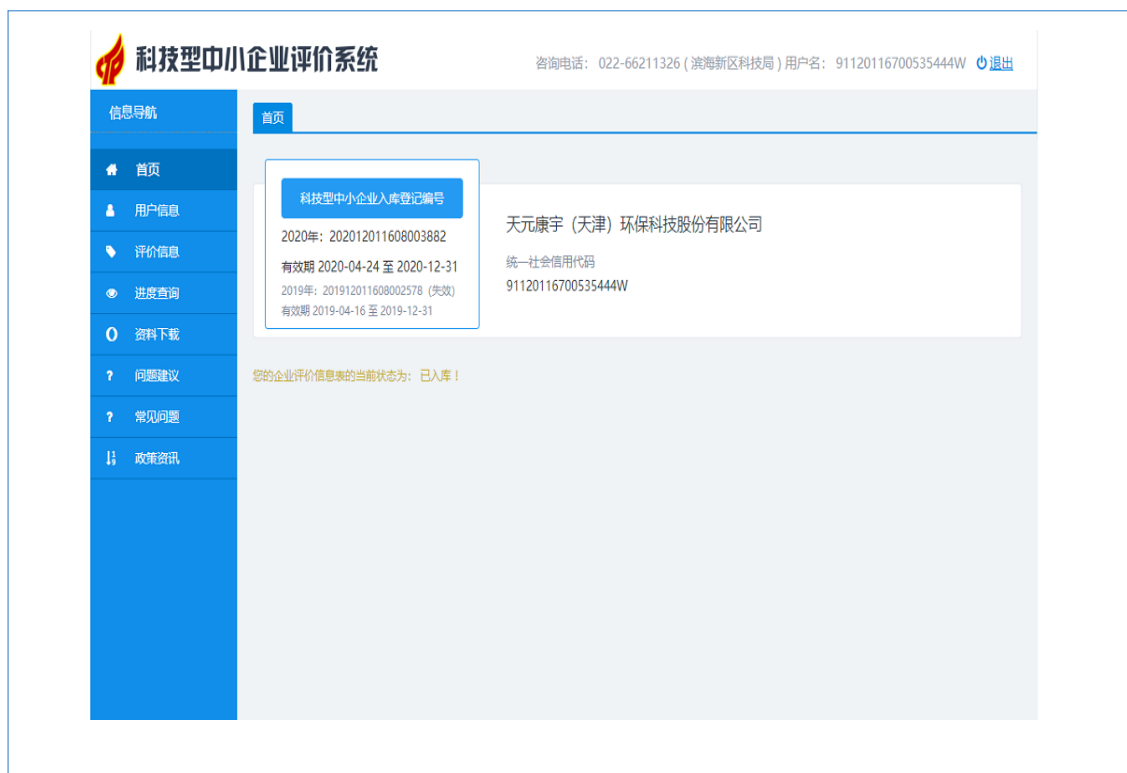 科技型中小企业评价系统
咨询电话： 022-66211326 ( 滨海新区科技局 ) 用户名： 91120116700535444W 退出
信息导航
首页
首页
用户信息
评价信息
进度查询
资料下载
问题建议
常见问题
政策资讯
科技型中小企业入库登记编号
2020年：202012011608003882
有效期 2020-04-24 至 2020-12-31
2019年：201912011608002578 (失效)
有效期 2019-04-16 至 2019-12-31
天元康宇（天津）环保科技股份有限公司
统一社会信用代码
91120116700535444W
您的企业评价信息表的当前状态为： 已入库！